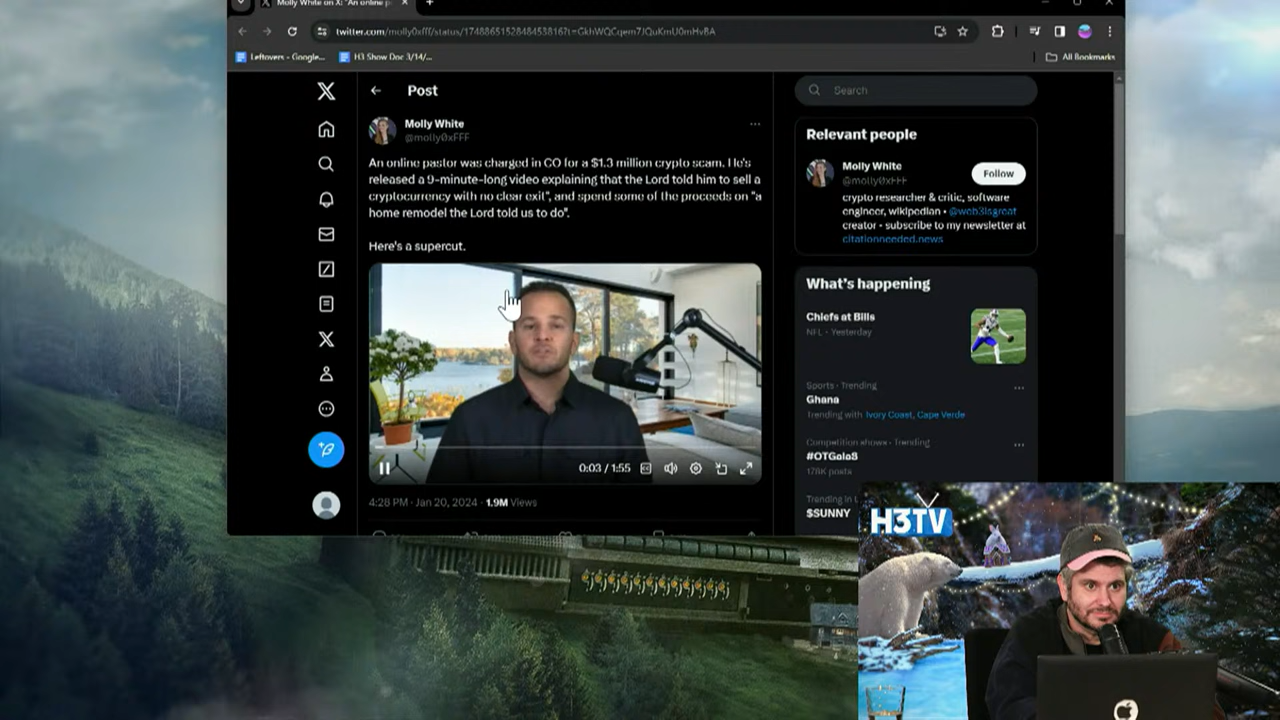 Molly White on X: "An online p
twitter.com/molly0xfff/status/
Leftovers - Google...
H3 Show Doc 3/14/...
All Bookmarks
Post
Search
Molly White
@molly0xFFF
An online pastor was charged in CO for a $1.3 million crypto scam. He's
released a 9-minute-long video explaining that the Lord told him to sell a
cryptocurrency with no clear exit", and spend some of the proceeds on "a
home remodel the Lord told us to do".
Here's a supercut.
0:03 / 1:55
4:28 PM · Jan 20, 2024 · 1.9M Views
Relevant people
Molly White
@molly0xFFF
Follow
crypto researcher & critic, software
engineer, wikipedian • @web3isgreat
creator · subscribe to my newsletter at
citationneeded.news
What's happening
Chiefs at Bills
NFL · Yesterday
Sports · Trending
Ghana
Trending with Ivory Coast, Cape Verde
Competition shows · Trending
#OTGala8
178K posts
Trending in
$SUNNY
H3TV